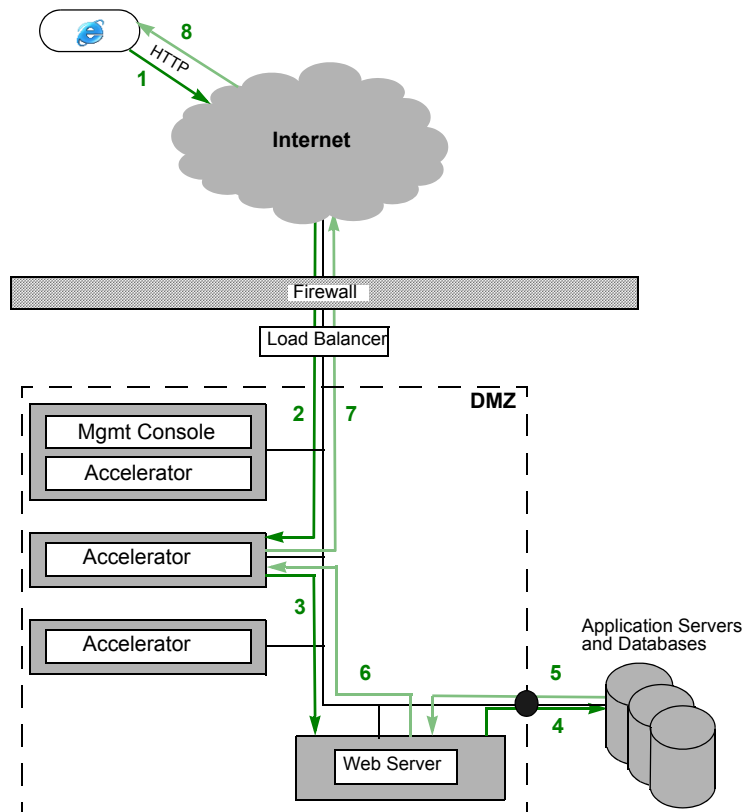 8
HTTP
1
Internet
Firewall
Load Balancer
DMZ
2
7
Mgmt Console
Accelerator
Accelerator
3
Accelerator
Application Servers
and Databases
6
5
4
Web Server